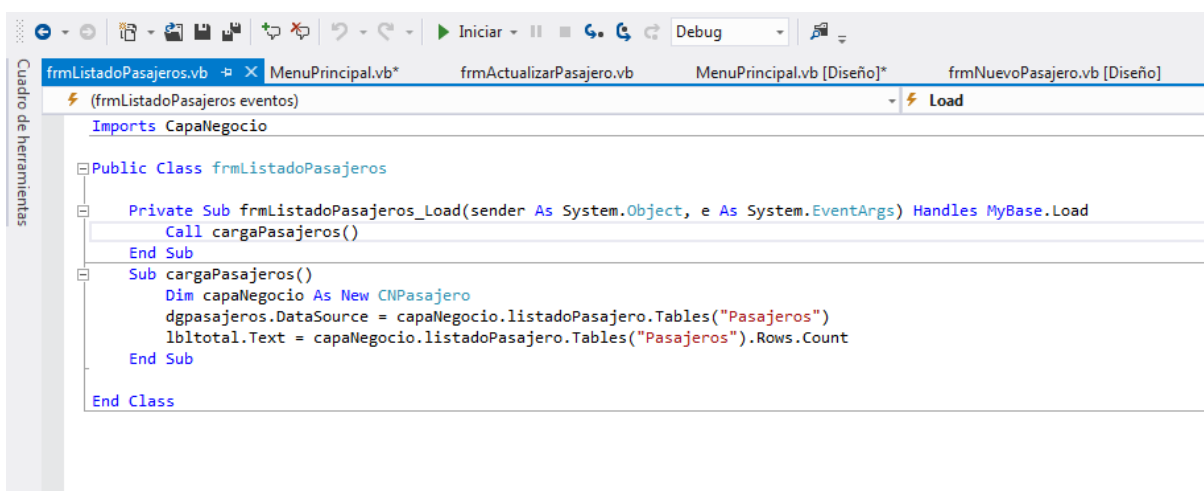 Iniciar
Debug
Cuadro de herramientas
frmListadoPasajeros.vb
MenuPrincipal.vb*
frmActualizarPasajero.vb
MenuPrincipal.vb [Diseño]*
frmNuevoPasajero.vb [Diseño]
(frmListadoPasajeros eventos)
Load
Imports CapaNegocio
Public Class frmListadoPasajeros
Private Sub frmListadoPasajeros_Load(sender As System.Object, e As System.EventArgs) Handles MyBase.Load
Call cargaPasajeros()
End Sub
Sub cargaPasajeros()
Dim capaNegocio As New CNPasajero
dgpasajeros.DataSource = capaNegocio.listadoPasajero.Tables("Pasajeros")
lbltotal.Text = capaNegocio.listadoPasajero.Tables("Pasajeros").Rows.Count
End Sub
End Class